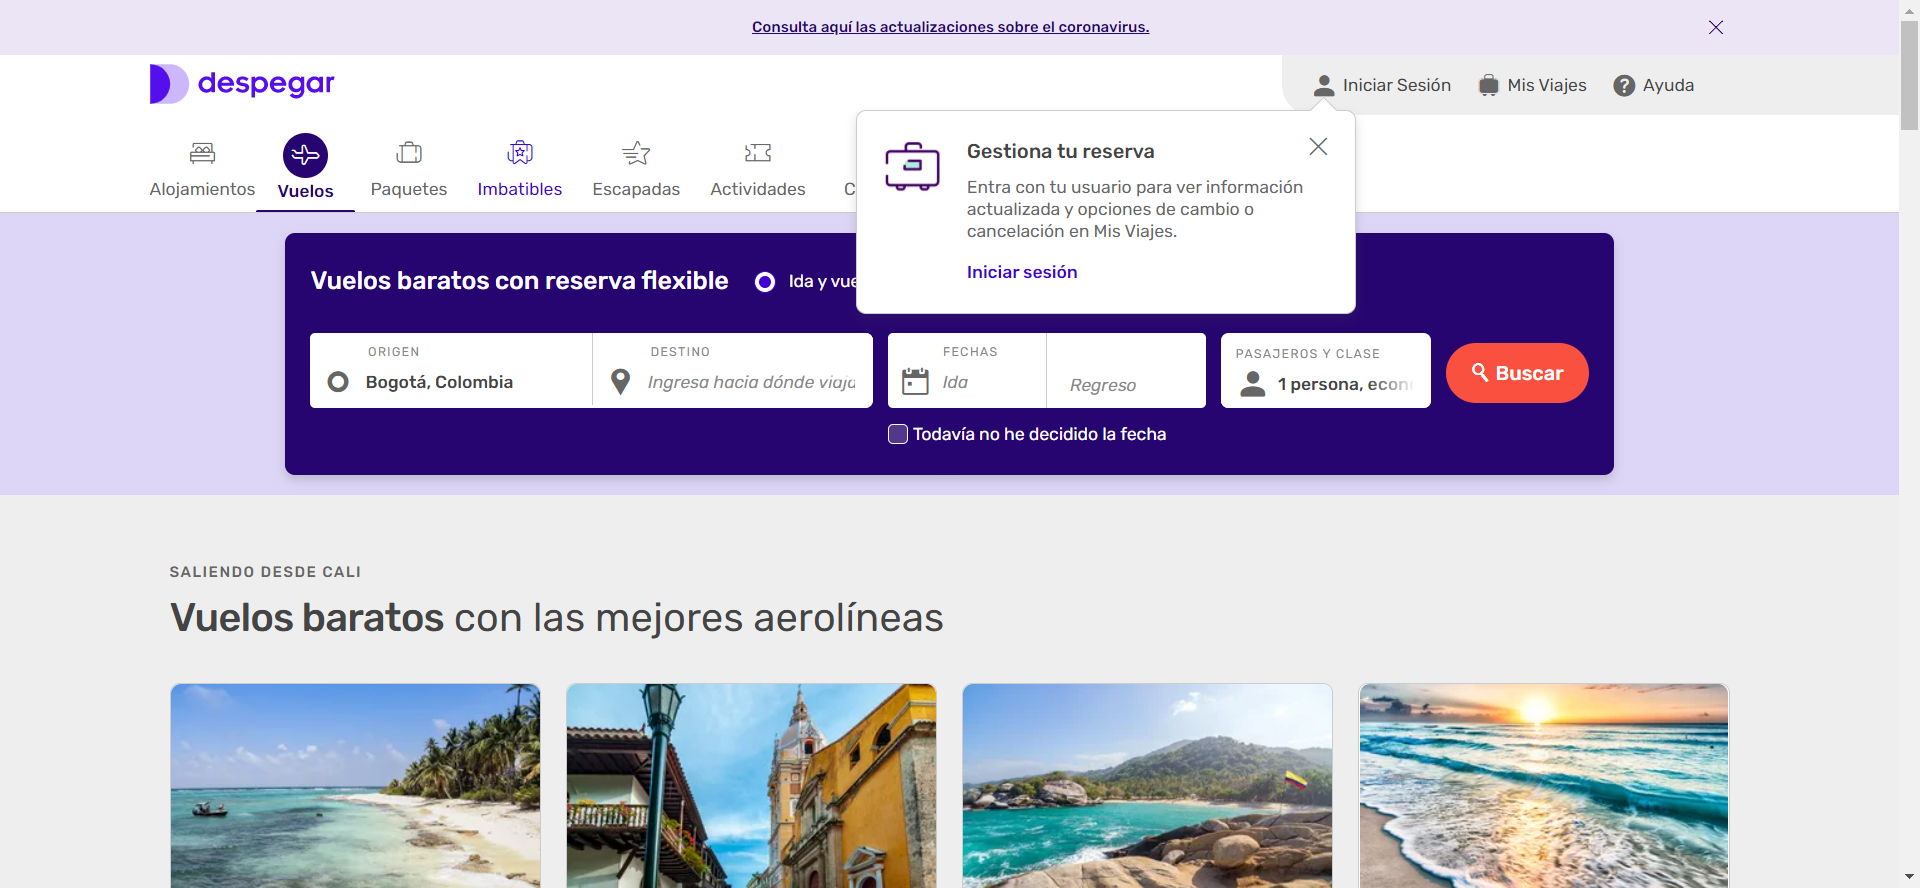 Consulta aquí las actualizaciones sobre el coronavirus.
despegar
Iniciar Sesión
Mis Viajes
Ayuda
Alojamientos
Vuelos
Paquetes
Imbatibles
Escapadas
Actividades
Gestiona tu reserva
Entra con tu usuario para ver información
actualizada y opciones de cambio o
cancelación en Mis Viajes.
Iniciar sesión
Vuelos baratos con reserva flexible
Ida y vue
ORIGEN
Bogotá, Colombia
DESTINO
Ingresa hacia dónde viaja
FECHAS
Ida
Regreso
PASAJEROS Y CLASE
1 persona, econ
Buscar
Todavía no he decidido la fecha
SALIENDO DESDE CALI
Vuelos baratos con las mejores aerolíneas